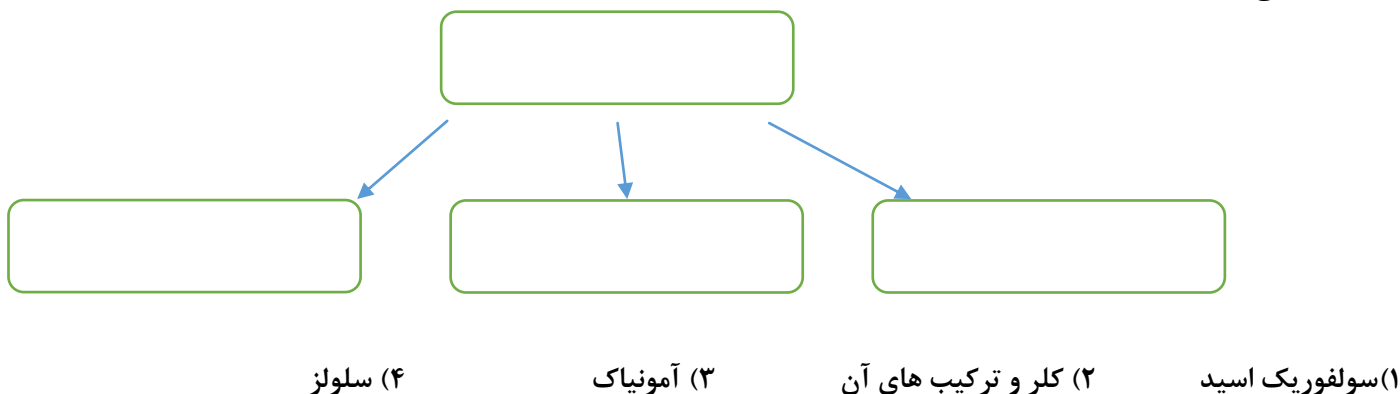 ۱)سولفوریک اسید ۲) کلر و ترکیب های آن ۳) آمونیاک ۴) سلولز